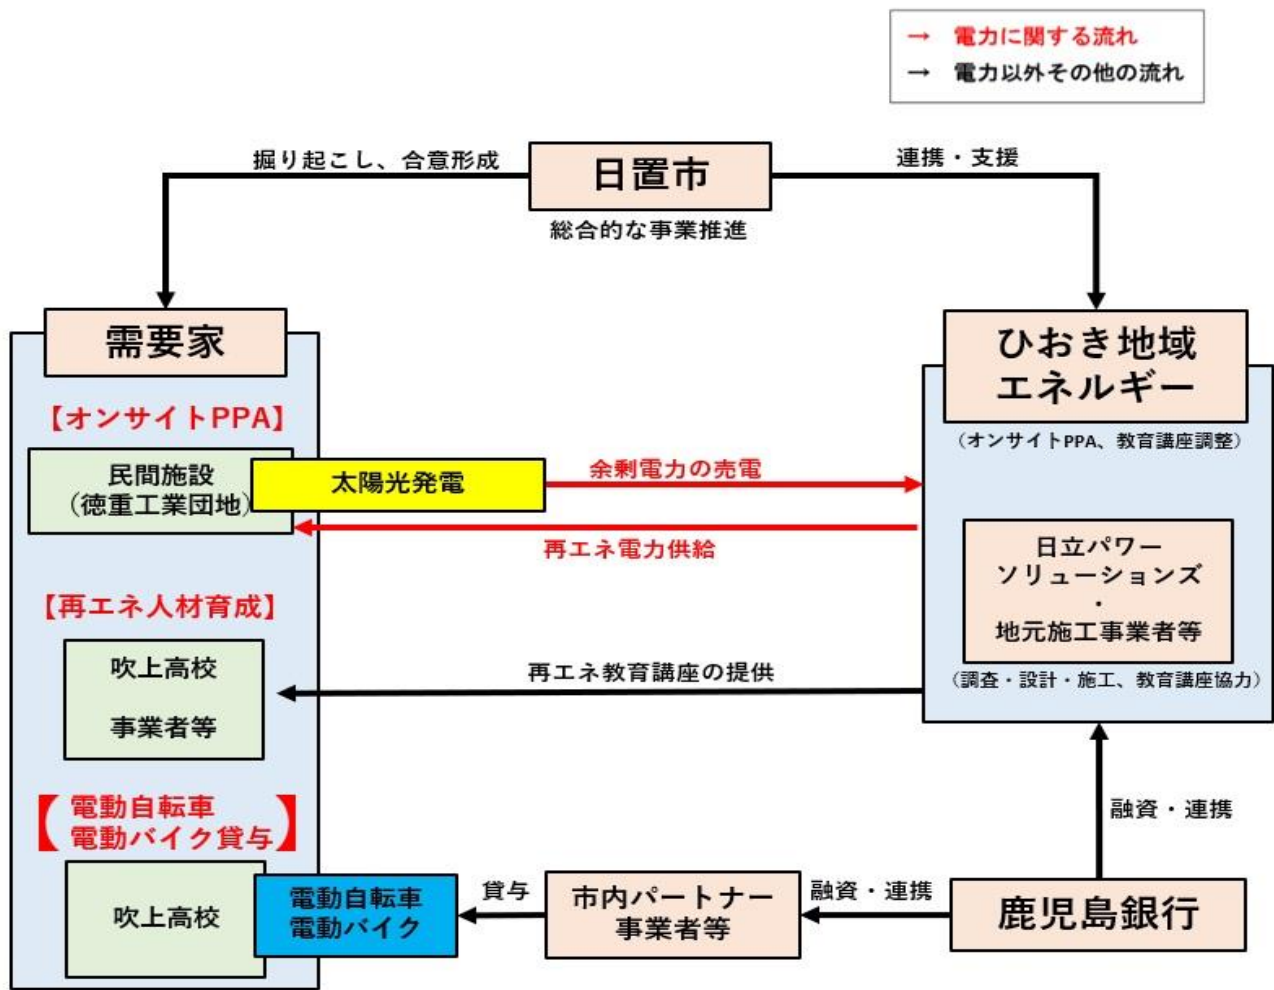 → 電力に関する流れ
→ 電力以外その他の流れ
掘り起こし、合意形成
日置市
連携・支援
総合的な事業推進
需要家
ひおき地域
エネルギー
（オンサイトPPA、教育講座調整）
【オンサイトPPA】
民間施設
（徳重工業団地）
太陽光発電
余剰電力の売電
再エネ電力供給
日立パワー
ソリューションズ
・
地元施工事業者等
（調査・設計・施工、教育講座協力）
【再エネ人材育成】
吹上高校
事業者等
再エネ教育講座の提供
【電動自転車
電動バイク貸与】
吹上高校
電動自転車
電動バイク
貸与
市内パートナー
事業者等
融資・連携
鹿児島銀行
融資・連携